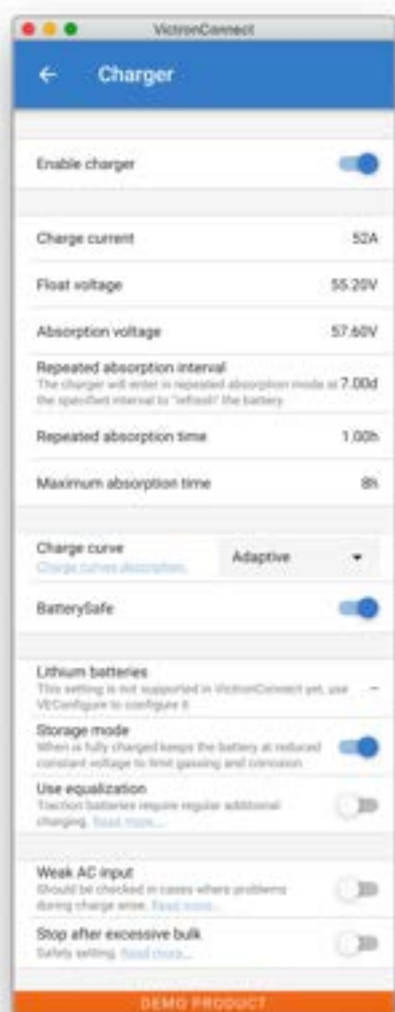 VictronConnect
Charger
Enable charger
Charge current 52A
Float voltage 55.20V
Absorption voltage 57.60V
Repeated absorption interval
The charger will enter in repeated absorption mode at 7.00d
the specified interval to "refresh" the battery
Repeated absorption time 1.00h
Maximum absorption time 8h
Charge curve Adaptive
Charge curves description.
BatterySafe
Lithium batteries
This setting is not supported in VictronConnect yet, use --
VEConfigure to configure it
Storage mode
When is fully charged keeps the battery at reduced
constant voltage to limit gassing and corrosion
Use equalization
Traction batteries require regular additional
charging. Read more...
Weak AC input
Should be checked in cases where problems
during charge arise. Read more...
Stop after excessive bulk
Safety setting. Read more...
DEMO PRODUCT